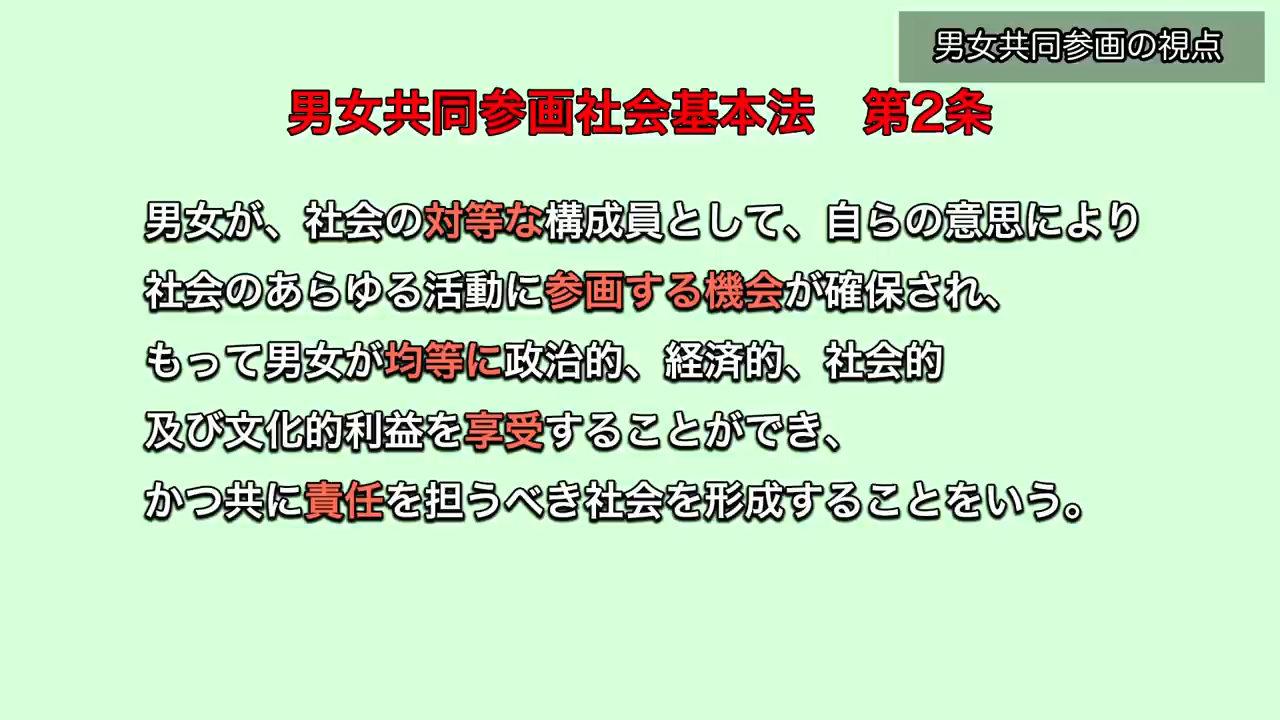 男女共同参画の視点
男女共同参画社会基本法　第2条
男女が、社会の対等な構成員として、自らの意思により
社会のあらゆる活動に参画する機会が確保され、
もって男女が均等に政治的、経済的、社会的
及び文化的利益を享受することができ、
かつ共に責任を担うべき社会を形成することをいう。